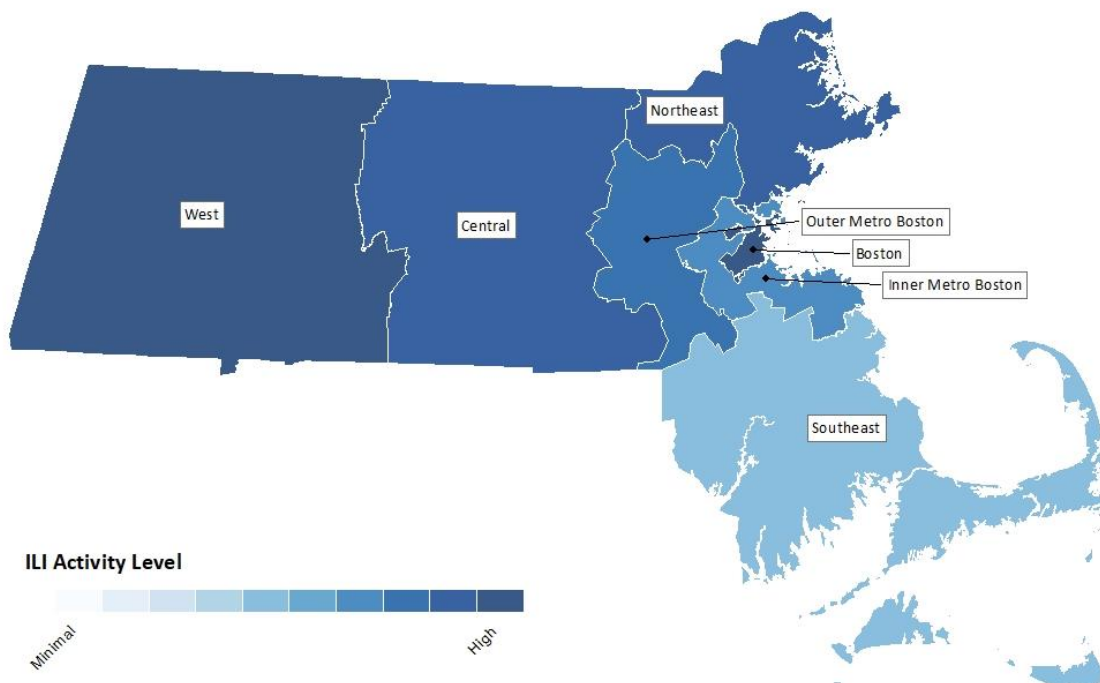 Northeast
West
Central
Outer Metro Boston
Boston
Inner Metro Boston
Southeast
ILI Activity Level
Minimal
High